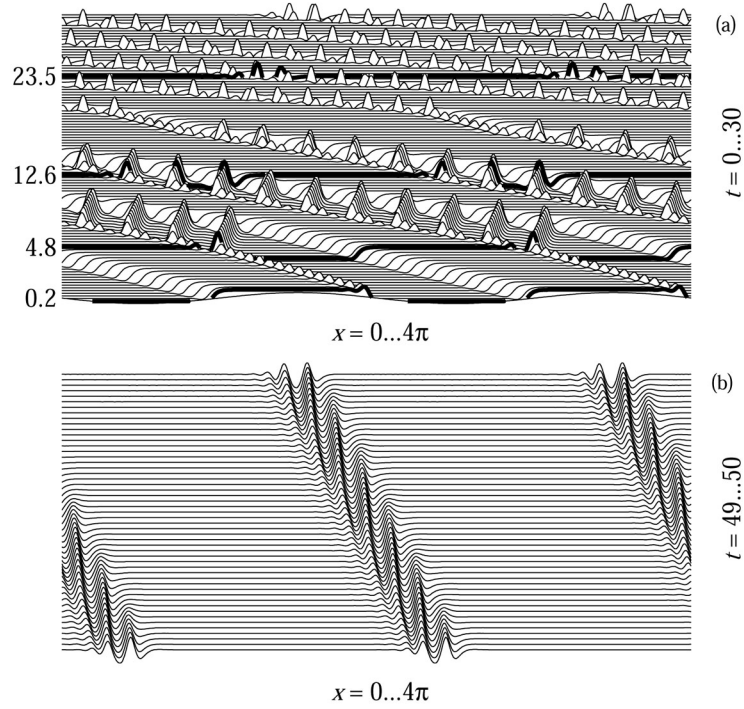 (a)
23.5
12.6
4.8
0.2
t = 0...30
x = 0...4π
(b)
t = 49...50
x = 0...4π